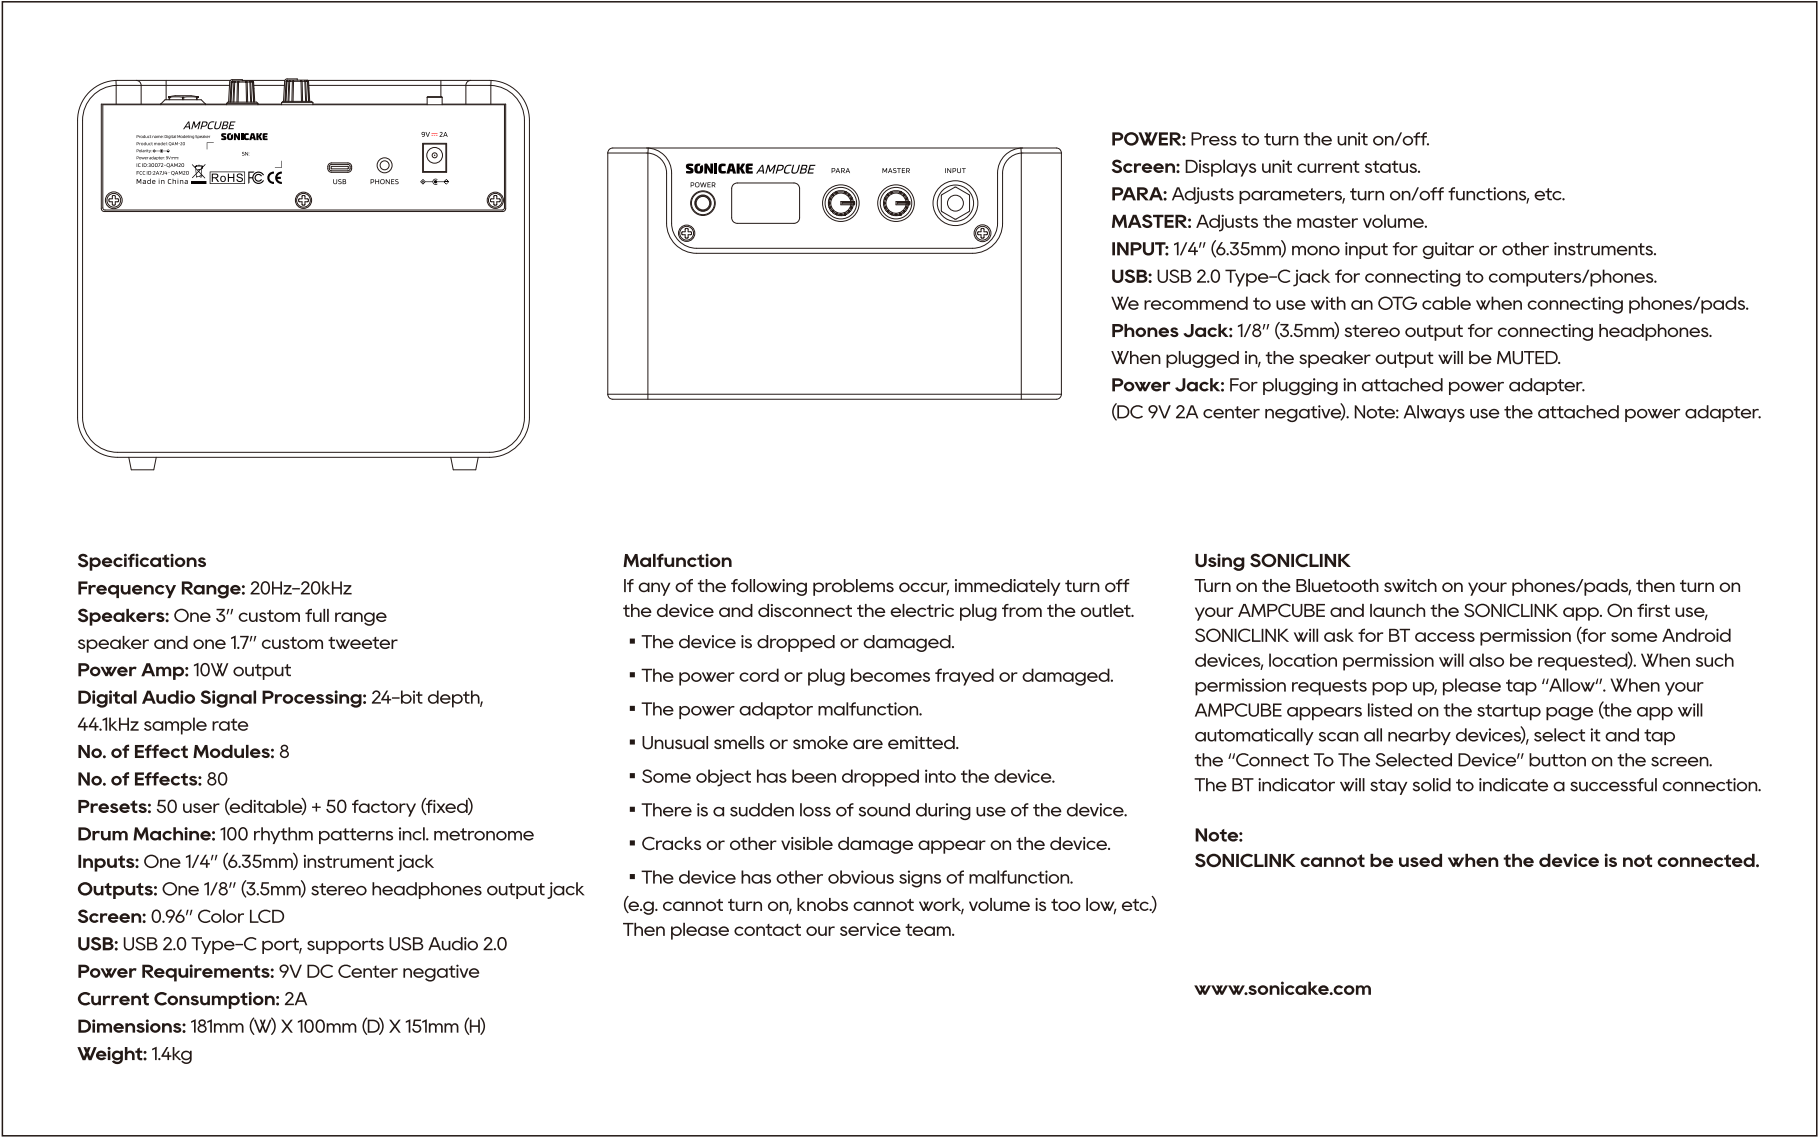 AMPCUBE
Product name: Digital Modeling Speaker
SONICAKE
Product model: QAM-20
Polarity:
Power adapter: 9V
SN:
IC ID:30072-QAM20
FCC ID:2A7J4-QAM20
Made in China
RoHS FC CE
USB
PHONES
9V 2A
SONICAKE AMPCUBE
POWER
PARA
MASTER
INPUT
POWER: Press to turn the unit on/off.
Screen: Displays unit current status.
PARA: Adjusts parameters, turn on/off functions, etc.
MASTER: Adjusts the master volume.
INPUT: 1/4" (6.35mm) mono input for guitar or other instruments.
USB: USB 2.0 Type-C jack for connecting to computers/phones.
We recommend to use with an OTG cable when connecting phones/pads.
Phones Jack: 1/8" (3.5mm) stereo output for connecting headphones.
When plugged in, the speaker output will be MUTED.
Power Jack: For plugging in attached power adapter.
(DC 9V 2A center negative). Note: Always use the attached power adapter.
Specifications
Frequency Range: 20Hz-20kHz
Speakers: One 3" custom full range
speaker and one 1.7" custom tweeter
Power Amp: 10W output
Digital Audio Signal Processing: 24-bit depth,
44.1kHz sample rate
No. of Effect Modules: 8
No. of Effects: 80
Presets: 50 user (editable) + 50 factory (fixed)
Drum Machine: 100 rhythm patterns incl. metronome
Inputs: One 1/4" (6.35mm) instrument jack
Outputs: One 1/8" (3.5mm) stereo headphones output jack
Screen: 0.96" Color LCD
USB: USB 2.0 Type-C port, supports USB Audio 2.0
Power Requirements: 9V DC Center negative
Current Consumption: 2A
Dimensions: 181mm (W) X 100mm (D) X 151mm (H)
Weight: 1.4kg
Malfunction
If any of the following problems occur, immediately turn off
the device and disconnect the electric plug from the outlet.
▪ The device is dropped or damaged.
▪ The power cord or plug becomes frayed or damaged.
▪ The power adaptor malfunction.
▪ Unusual smells or smoke are emitted.
▪ Some object has been dropped into the device.
▪ There is a sudden loss of sound during use of the device.
▪ Cracks or other visible damage appear on the device.
▪ The device has other obvious signs of malfunction.
(e.g. cannot turn on, knobs cannot work, volume is too low, etc.)
Then please contact our service team.
Using SONICLINK
Turn on the Bluetooth switch on your phones/pads, then turn on
your AMPCUBE and launch the SONICLINK app. On first use,
SONICLINK will ask for BT access permission (for some Android
devices, location permission will also be requested). When such
permission requests pop up, please tap "Allow". When your
AMPCUBE appears listed on the startup page (the app will
automatically scan all nearby devices), select it and tap
the "Connect To The Selected Device" button on the screen.
The BT indicator will stay solid to indicate a successful connection.
Note:
SONICLINK cannot be used when the device is not connected.
www.sonicake.com